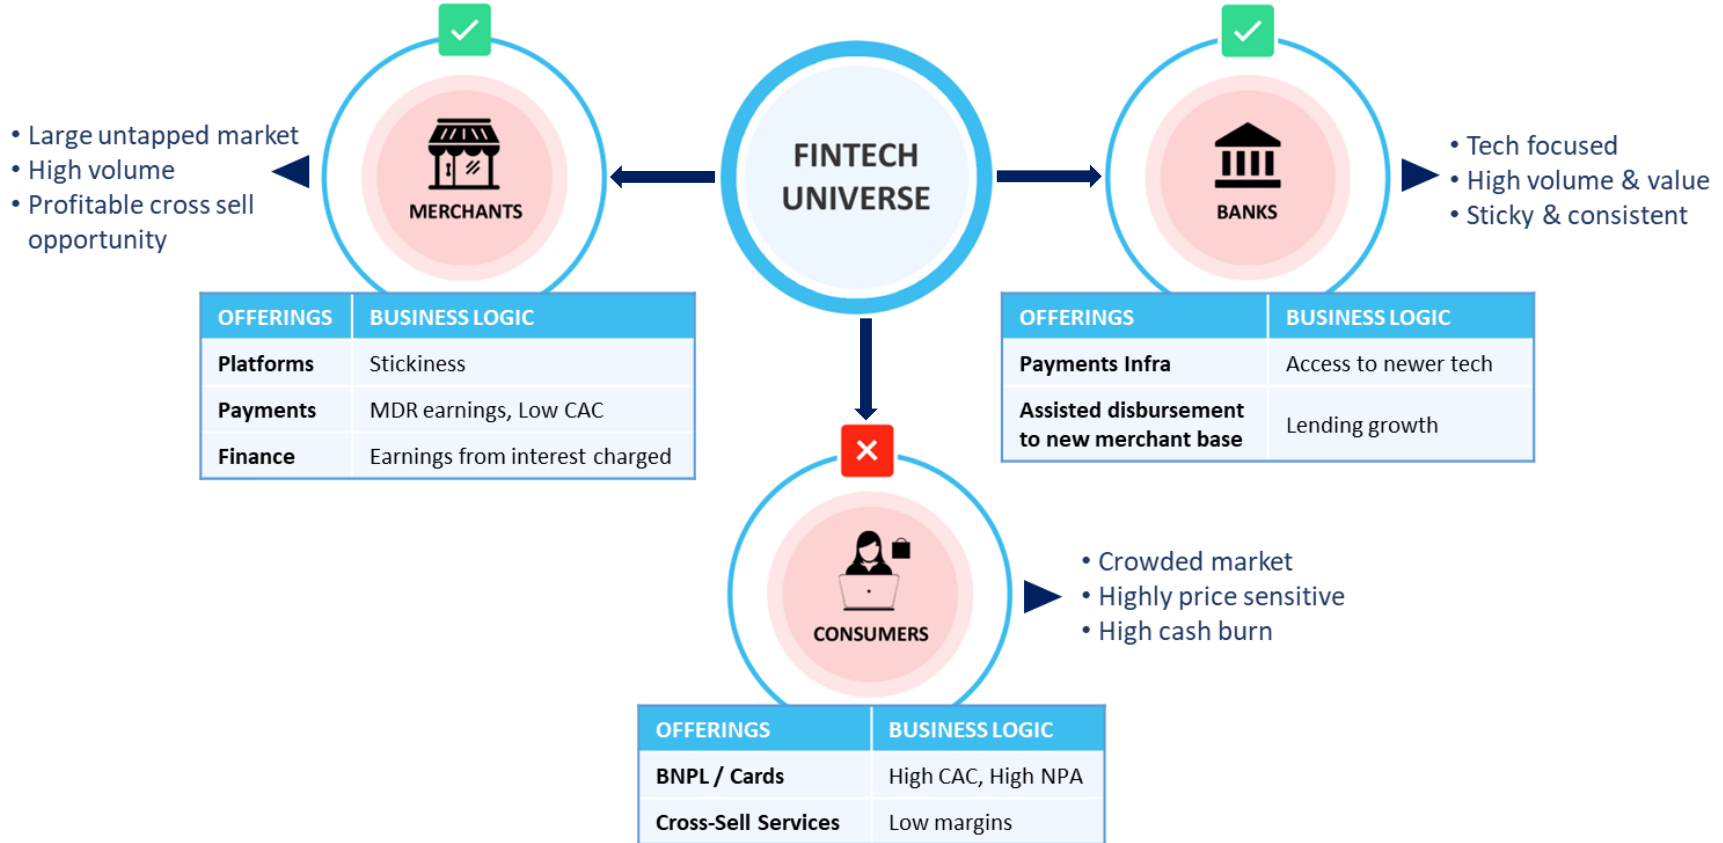 FINTECH
UNIVERSE
MERCHANTS
• Large untapped market
• High volume
• Profitable cross sell
opportunity
OFFERINGS BUSINESS LOGIC
Platforms Stickiness
Payments MDR earnings, Low CAC
Finance Earnings from interest charged
BANKS
• Tech focused
• High volume & value
• Sticky & consistent
OFFERINGS BUSINESS LOGIC
Payments Infra Access to newer tech
Assisted disbursement
to new merchant base Lending growth
CONSUMERS
• Crowded market
• Highly price sensitive
• High cash burn
OFFERINGS BUSINESS LOGIC
BNPL / Cards High CAC, High NPA
Cross-Sell Services Low margins